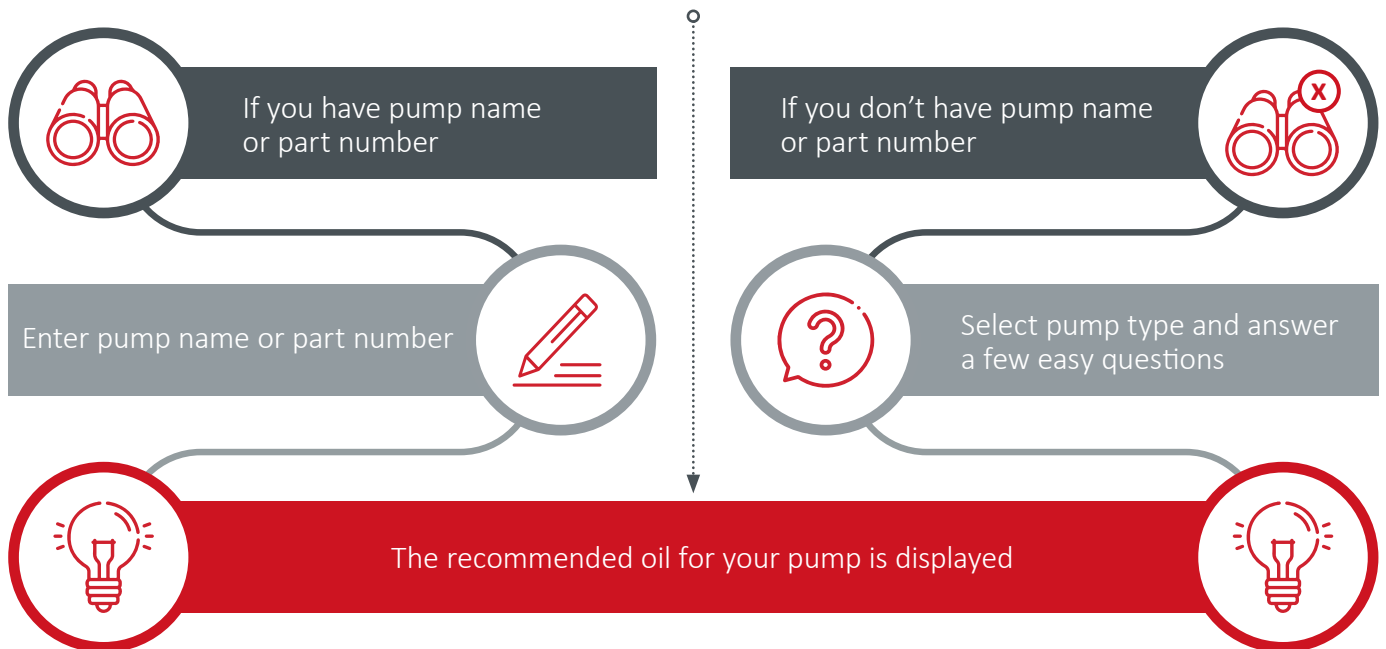 If you have pump name
or part number
If you don’t have pump name
or part number
X
Enter pump name or part number
?
Select pump type and answer
a few easy questions
The recommended oil for your pump is displayed